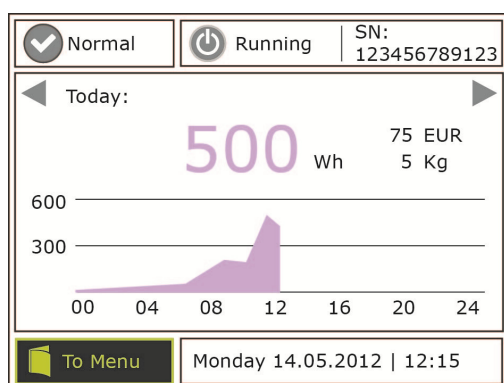 Normal
Running
SN:
123456789123
Today:
500 Wh
75 EUR
5 Kg
600
300
00 04 08 12 16 20 24
To Menu
Monday 14.05.2012 | 12:15